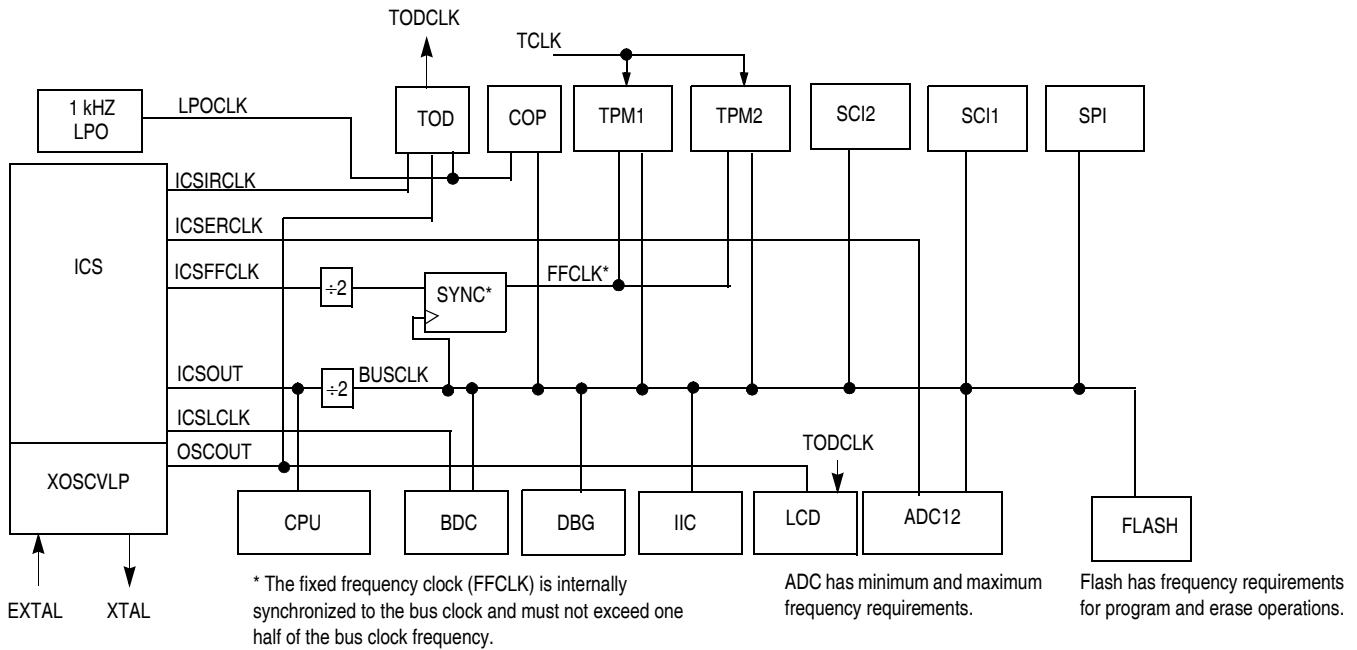 TODCLK
TCLK
1 kHZ
LPO
LPOCLK
TOD
COP
TPM1
TPM2
SCI2
SCI1
SPI
ICSIRCLK
ICSERCLK
ICS
ICSFFCLK
÷2
SYNC*
FFCLK*
ICSOUT
÷2
BUSCLK
ICSLCLK
OSCOUT
TODCLK
XOSCVLP
CPU
BDC
DBG
IIC
LCD
ADC12
FLASH
EXTAL
XTAL
* The fixed frequency clock (FFCLK) is internally
synchronized to the bus clock and must not exceed one
half of the bus clock frequency.
ADC has minimum and maximum
frequency requirements.
Flash has frequency requirements
for program and erase operations.